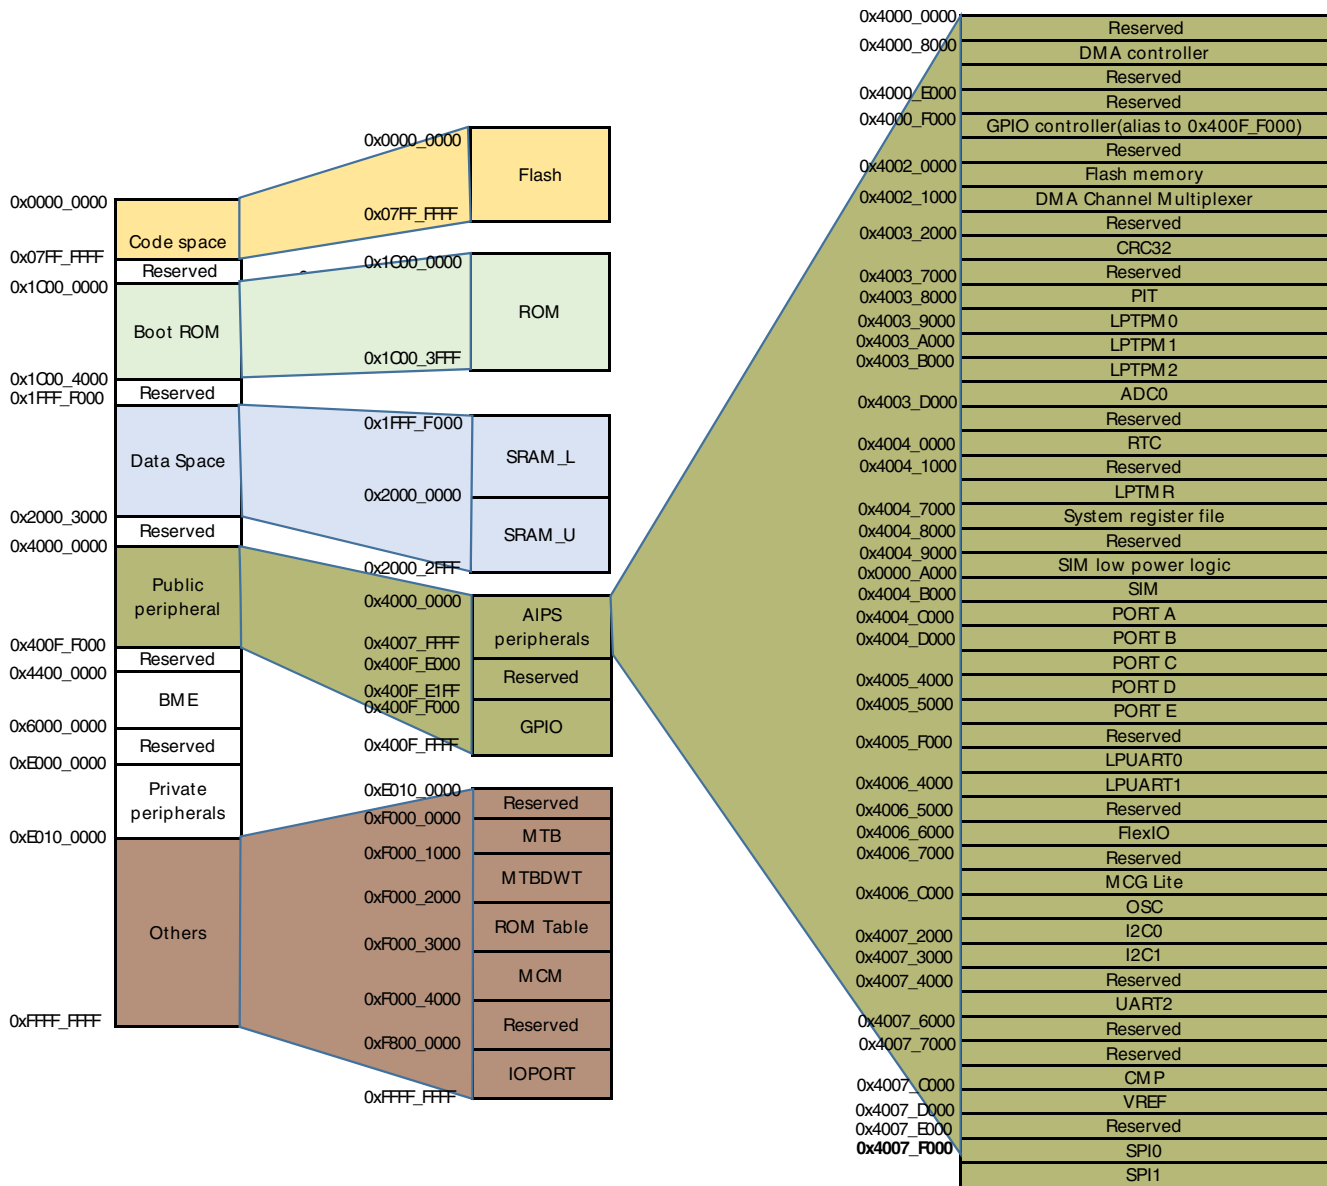 0x0000_0000
Code space
0x07FF_FFFF
Reserved
0x1C00_0000
Boot ROM
0x1C00_4000
Reserved
0x1FFF_F000
Data Space
0x2000_3000
Reserved
0x4000_0000
Public
peripheral
0x400F_F000
Reserved
0x4400_0000
BME
0x6000_0000
Reserved
0xE000_0000
Private
peripherals
0xE010_0000
Others
0xFFFF_FFFF
0x0000_0000
Flash
0x07FF_FFFF
0x1C00_0000
ROM
0x1C00_3FFF
0x1FFF_F000
SRAM_L
0x2000_0000
SRAM_U
0x2000_2FFF
0x4000_0000
AIPS
peripherals
0x4007_FFFF
0x400F_E000
Reserved
0x400F_E1FF
0x400F_F000
GPIO
0x400F_FFFF
0xE010_0000
Reserved
0xF000_0000
MTB
0xF000_1000
MTBDWT
0xF000_2000
ROM Table
0xF000_3000
MCM
0xF000_4000
Reserved
0xF800_0000
IOPORT
0xFFFF_FFFF
0x4000_0000
Reserved
0x4000_8000
DMA controller
Reserved
0x4000_E000
Reserved
0x4000_F000
GPIO controller(alias to 0x400F_F000)
Reserved
0x4002_0000
Flash memory
0x4002_1000
DMA Channel Multiplexer
Reserved
0x4003_2000
CRC32
Reserved
0x4003_7000
PIT
0x4003_8000
LPTPM0
0x4003_9000
LPTPM1
0x4003_A000
LPTPM2
0x4003_B000
ADC0
0x4003_D000
Reserved
RTC
0x4004_0000
Reserved
0x4004_1000
LPTMR
0x4004_7000
System register file
0x4004_8000
Reserved
0x4004_9000
SIM low power logic
0x0000_A000
SIM
0x4004_B000
PORT A
0x4004_C000
PORT B
0x4004_D000
PORT C
0x4005_4000
PORT D
0x4005_5000
PORT E
Reserved
0x4005_F000
LPUART0
0x4006_4000
LPUART1
0x4006_5000
Reserved
0x4006_6000
FlexIO
0x4006_7000
Reserved
MCG Lite
0x4006_C000
OSC
I2C0
0x4007_2000
I2C1
0x4007_3000
Reserved
0x4007_4000
UART2
0x4007_6000
Reserved
0x4007_7000
Reserved
CMP
0x4007_C000
VREF
0x4007_D000
Reserved
0x4007_E000
SPI0
0x4007_F000
SPI1